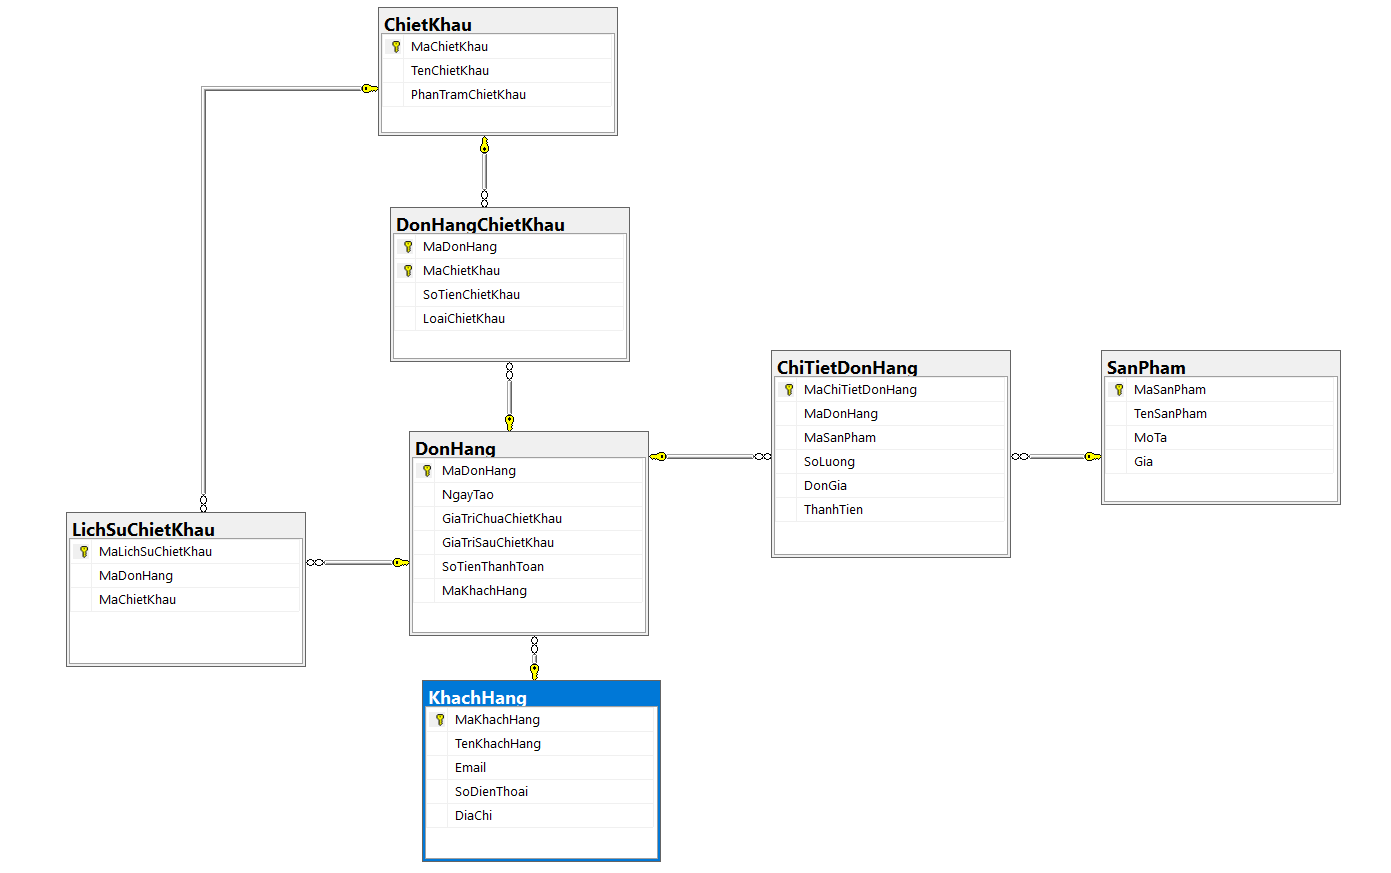 ChietKhau
MaChietKhau
TenChietKhau
PhanTramChietKhau
DonHangChietKhau
MaDonHang
MaChietKhau
SoTienChietKhau
LoaiChietKhau
ChiTietDonHang
MaChiTietDonHang
MaDonHang
MaSanPham
SoLuong
DonGia
ThanhTien
SanPham
MaSanPham
TenSanPham
MoTa
Gia
DonHang
MaDonHang
NgayTao
GiaTriChuaChietKhau
GiaTriSauChietKhau
SoTienThanhToan
MaKhachHang
LichSuChietKhau
MaLichSuChietKhau
MaDonHang
MaChietKhau
KhachHang
MaKhachHang
TenKhachHang
Email
SoDienThoai
DiaChi